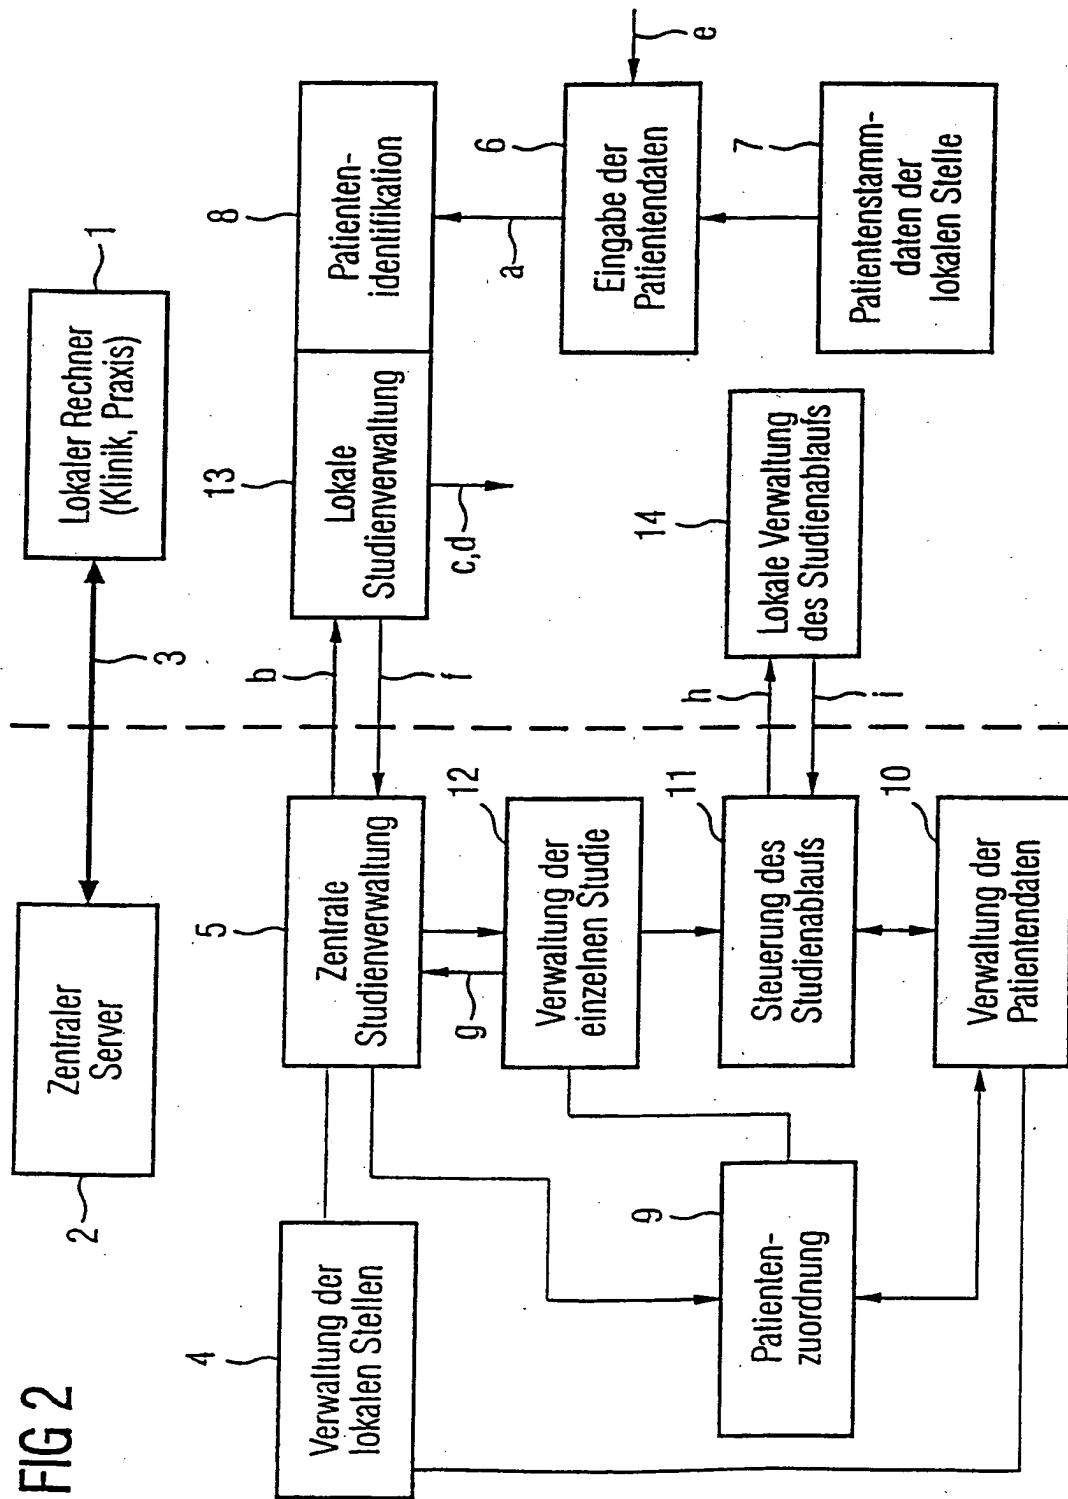 FIG 2
2
Zentraler
Server
3
Lokaler Rechner
(Klinik, Praxis)
1
4
Verwaltung der
lokalen Stellen
5
Zentrale
Studienverwaltung
b
f
13
Lokale
Studienverwaltung
8
Patienten-
identifikation
c,d
a
g
12
Verwaltung der
einzelnen Studie
6
Eingabe der
Patientendaten
e
9
Patienten-
zuordnung
11
Steuerung des
Studienablaufs
h
i
14
Lokale Verwaltung
des Studienablaufs
7
Patientenstamm-
daten der
lokalen Stelle
10
Verwaltung der
Patientendaten